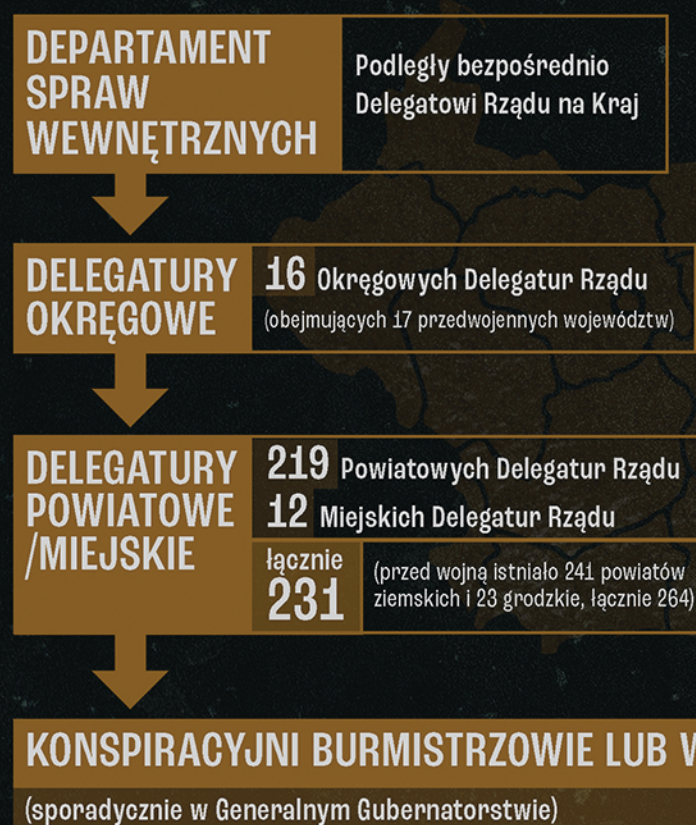 DEPARTAMENT
SPRAW
WEWNĘTRZNYCH
Podległy bezpośrednio
Delegatowi Rządu na Kraj
DELEGATURY
OKRĘGOWE
16 Okręgowych Delegatur Rządu
(obejmujących 17 przedwojennych województw)
DELEGATURY
POWIATOWE
/MIEJSKIE
219 Powiatowych Delegatur Rządu
12 Miejskich Delegatur Rządu
łącznie
231
(przed wojną istniało 241 powiatów
ziemskich i 23 grodzkie, łącznie 264)
KONSPIRACYJNI BURMISTRZOWIE LUB
(sporadycznie w Generalnym Gubernatorstwie)